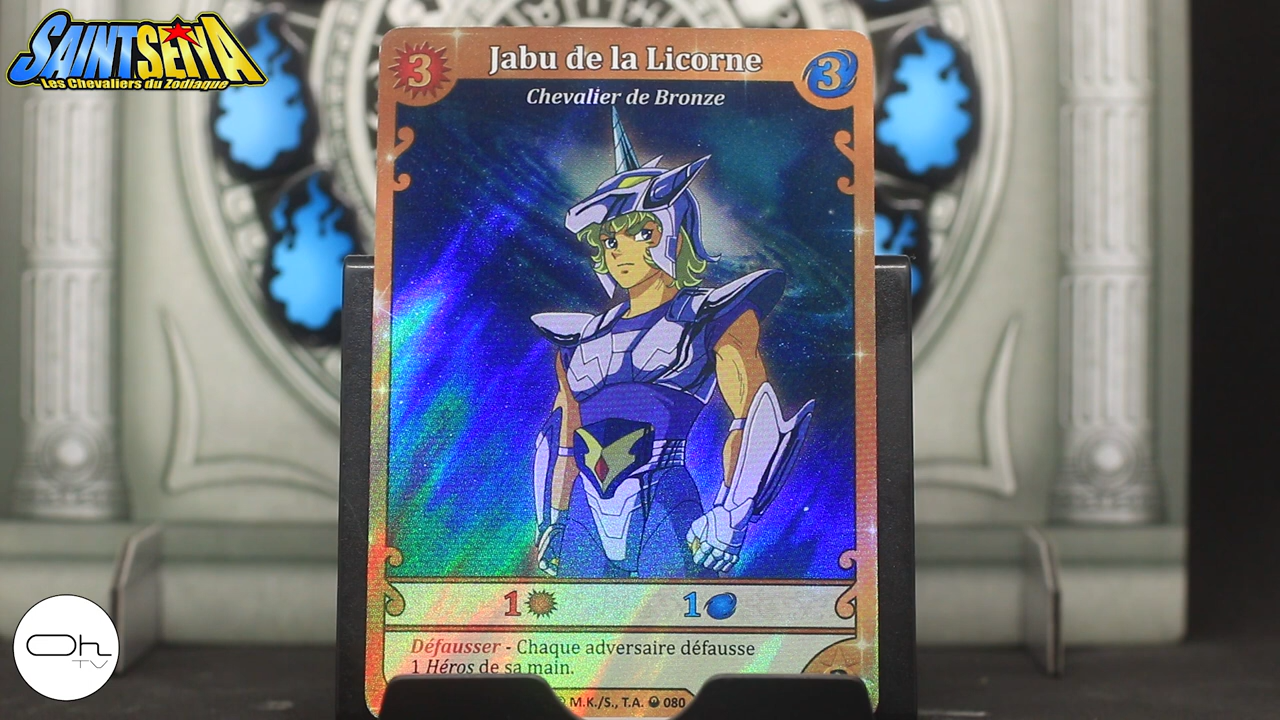 SAINT SEIYA
Les Chevaliers du Zodiaque
3
Jabu de la Licorne
3
Chevalier de Bronze
1
1
Défausser - Chaque adversaire défausse
1 Héros de sa main.
M.K./S., T.A. 080
Oh
TV